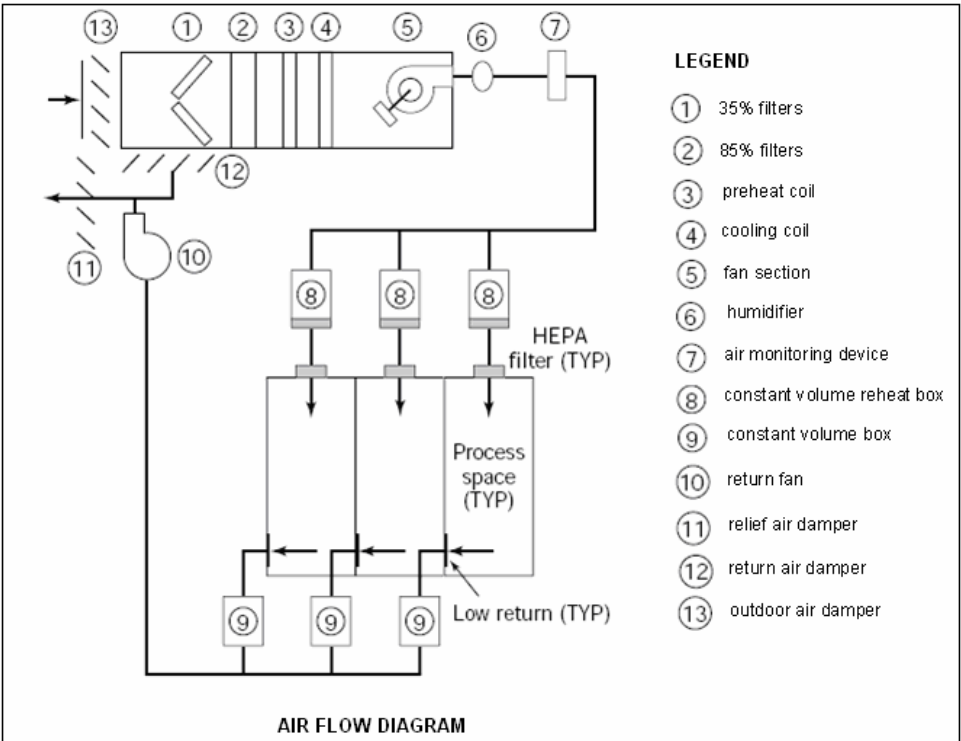 13 1 2 3 4 5 6 7
12
11 10
8 8 8
HEPA
filter (TYP)
Process
space
(TYP)
9 9 9
Low return (TYP)
AIR FLOW DIAGRAM
LEGEND
1 35% filters
2 85% filters
3 preheat coil
4 cooling coil
5 fan section
6 humidifier
7 air monitoring device
8 constant volume reheat box
9 constant volume box
10 return fan
11 relief air damper
12 return air damper
13 outdoor air damper